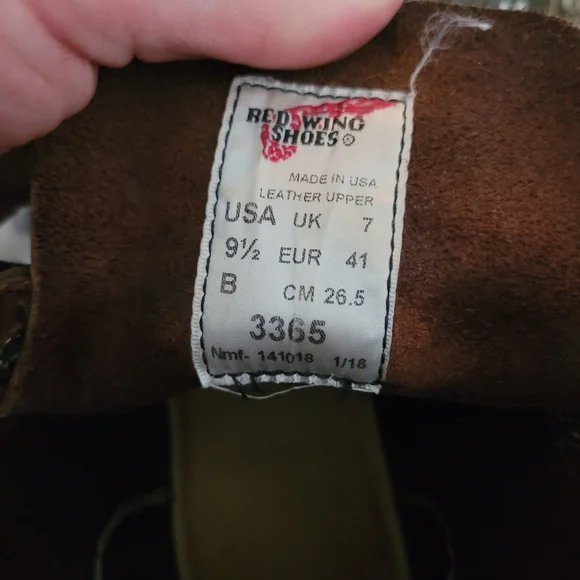 RED WING
SHOES®
MADE IN USA
LEATHER UPPER
USA UK 7
9½ EUR 41
B CM 26.5
3365
Nmf- 141018 1/18